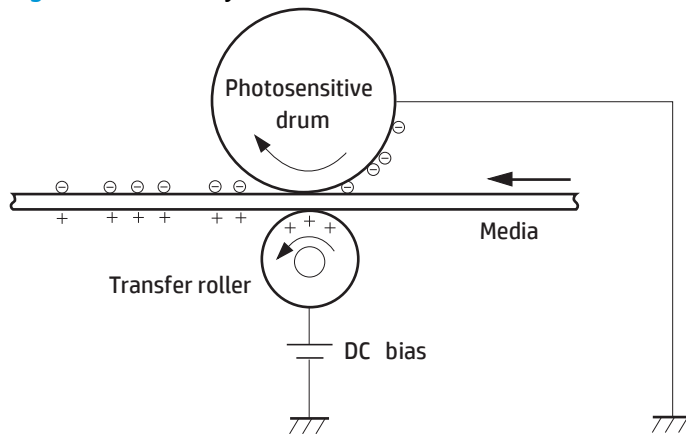 Photosensitive
drum
Media
Transfer roller
DC bias